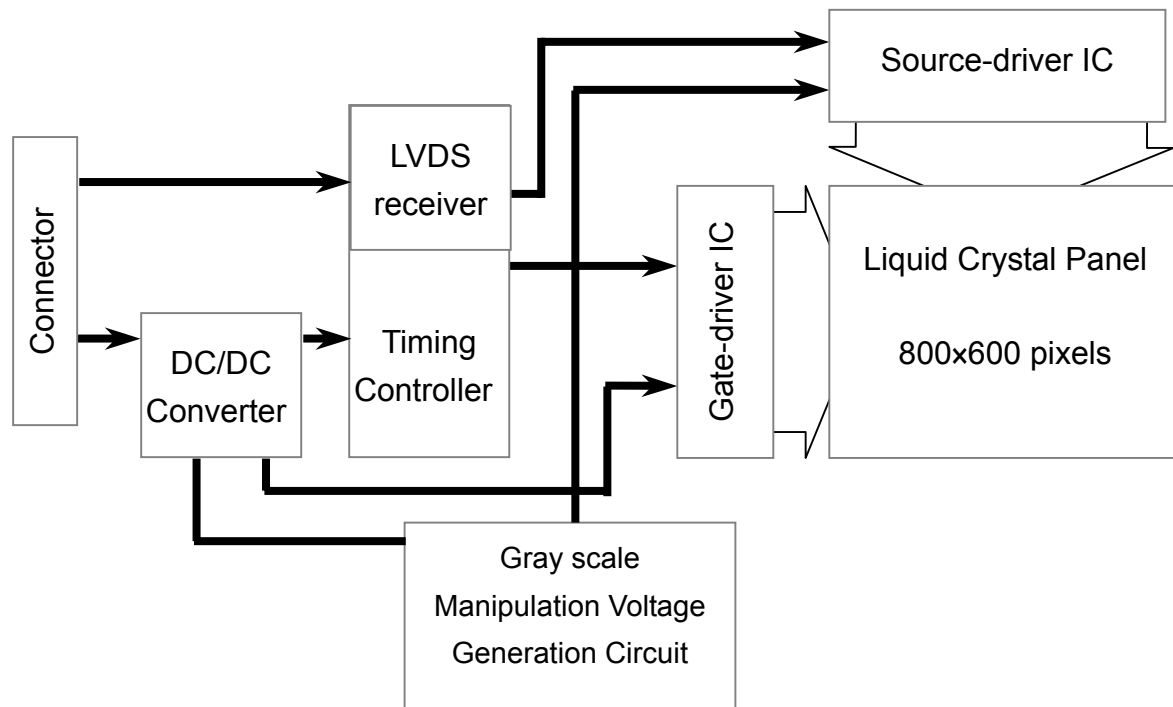 Connector
LVDS
receiver
DC/DC
Converter
Timing
Controller
Gate-driver IC
Source-driver IC
Liquid Crystal Panel
800×600 pixels
Gray scale
Manipulation Voltage
Generation Circuit